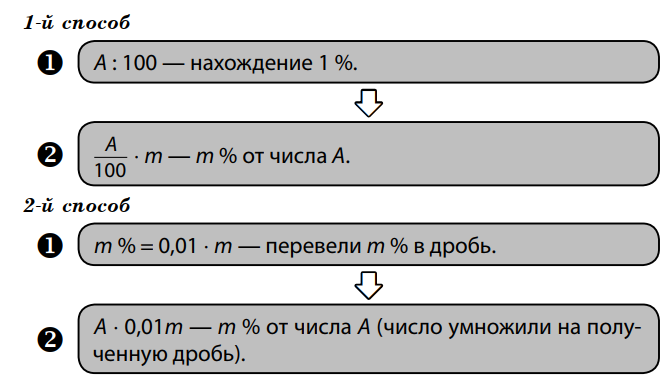 1-й способ
❶ A : 100 — нахождение 1 %.
❷ A/100 · m — m % от числа A.
2-й способ
❶ m % = 0,01 · m — перевели m % в дробь.
❷ A · 0,01m — m % от числа A (число умножили на полу-
ченную дробь).